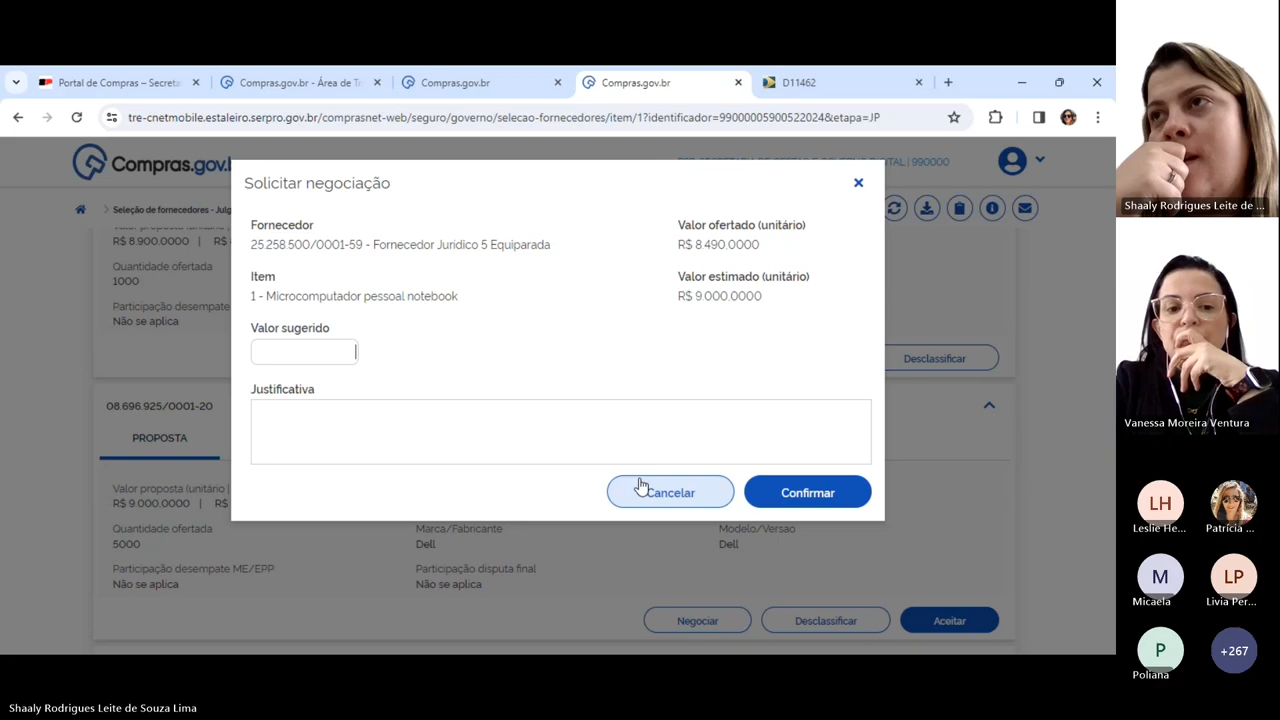 Portal de Compras – Secreta
Compras.gov.br - Área de Tr
Compras.gov.br
Compras.gov.br
D11462
tre-cnetmobile.estaleiro.serpro.gov.br/comprasnet-web/seguro/governo/selecao-fornecedores/item/1?identificador=99000005900522024&etapa=JP
Compras.gov.b
Solicitar negociação
Seleção de fornecedores - Julg
Fornecedor
25.258.500/0001-59 - Fornecedor Jurídico 5 Equiparada
Valor ofertado (unitário)
R$ 8.490,0000
Item
1 - Microcomputador pessoal notebook
Valor estimado (unitário)
R$ 9.000,0000
Valor sugerido
Justificativa
Cancelar
Confirmar
R$ 8.900,0000 | R$
Quantidade ofertada
1000
Participação desempate
Não se aplica
Desclassificar
08.696.925/0001-20
PROPOSTA
Valor proposta (unitário |
R$ 9.000,0000 | R$
Quantidade ofertada
5000
Marca/Fabricante
Dell
Modelo/Versão
Dell
Participação desempate ME/EPP
Não se aplica
Participação disputa final
Não se aplica
Negociar
Desclassificar
Aceitar
Shaaly Rodrigues Leite de ...
Vanessa Moreira Ventura
LH
Leslie He...
Patrícia ...
M
Micaela
LP
Livia Per...
P
Poliana
+267
Shaaly Rodrigues Leite de Souza Lima